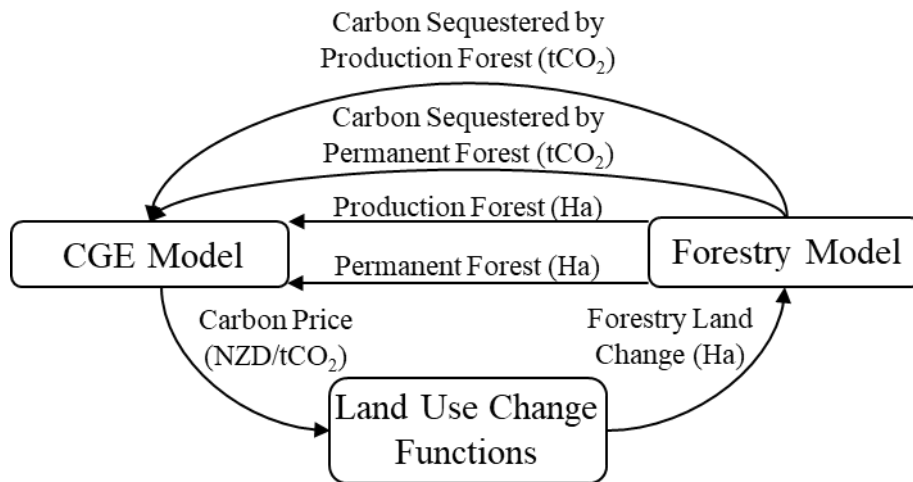 Carbon Sequestered by
Production Forest (tCO₂)
Carbon Sequestered by
Permanent Forest (tCO₂)
Production Forest (Ha)
CGE Model
Forestry Model
Permanent Forest (Ha)
Carbon Price
(NZD/tCO₂)
Forestry Land
Change (Ha)
Land Use Change
Functions